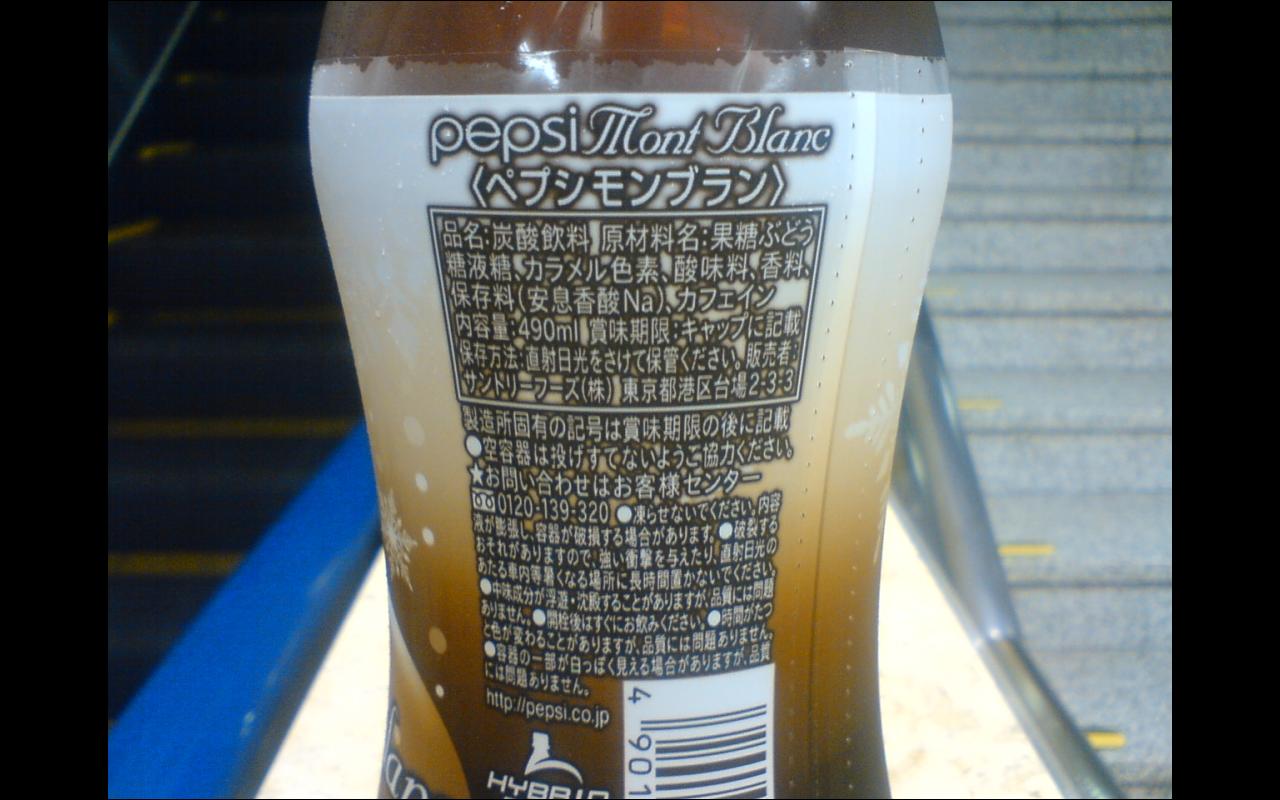 pepsi Mont Blanc
〈ペプシモンブラン〉
品名:炭酸飲料 原材料名:果糖ぶどう
糖液糖、カラメル色素、酸味料、香料、
保存料(安息香酸Na)、カフェイン
内容量:490ml 賞味期限:キャップに記載
保存方法:直射日光をさけて保管ください。販売者:
サントリーフーズ(株) 東京都港区台場2-3-3
製造所固有の記号は賞味期限の後に記載
●空容器は投げすてないようご協力ください。
★お問い合わせはお客様センター
0120-139-320 ●凍らせないでください。内容
液が膨張し、容器が破損する場合があります。●破裂する
おそれがありますので、強い衝撃を与えたり、直射日光の
あたる車内等暑くなる場所に長時間置かないでください。
●中味成分が浮遊・沈殿することがありますが、品質には問題
ありません。●開栓後はすぐにお飲みください。●時間がたつ
と色が変わることがありますが、品質には問題ありません。
●容器の一部が白っぽく見える場合がありますが、品質
には問題ありません。
http://pepsi.co.jp
HYBRID
4 901